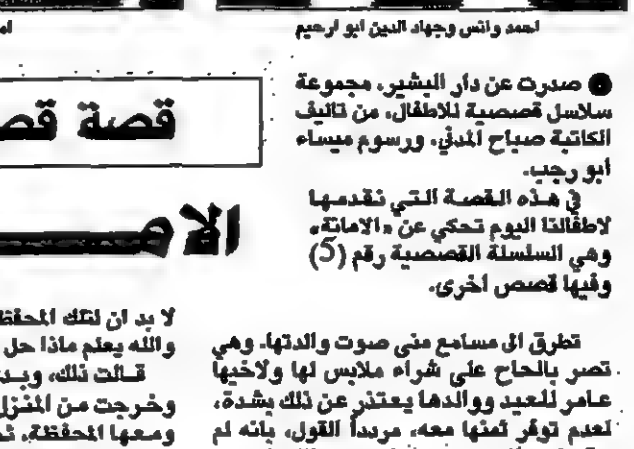 احمد وانس وجهاد الدين ابو ارحيم
● صدرت عن دار البشير، مجموعة
سلاسل قصصية للاطفال، من تاليف
الكاتبة صباح المدني، ورسوم ميساء
أبو رجب.
في هذه القصة التي نقدمها
لاطفالنا اليوم تحكي عن «الامانة»
وهي السلسلة القصصية رقم (5)
وفيها قصص اخرى.
تطرق الى مسامع منى صوت والدتها. وهي
تصر بالحاح على شراء ملابس لها ولاخيها
عامر للعيد ووالدها يعتذر عن ذلك بشدة،
لعدم توفر ثمنها معه، مردداً القول، بانه لم
قصة قص
الامـ
لا بد ان لتلك المحفظ
والله يعلم ماذا حل
قالت ذلك، وبد
وخرجت من المنزل
ومعها المحفظة، ث